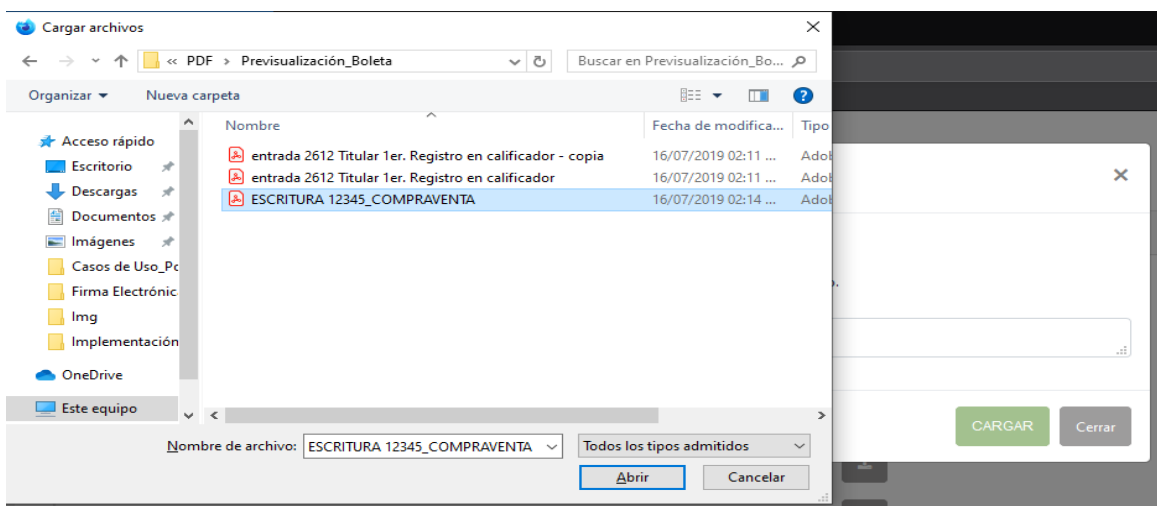 Cargar archivos
« PDF › Previsualización_Boleta
Buscar en Previsualización_Bo...
Organizar
Nueva carpeta
Nombre
Fecha de modifica...
Tipo
Acceso rápido
Escritorio
Descargas
Documentos
Imágenes
Casos de Uso_Po
Firma Electrónic
Img
Implementación
OneDrive
Este equipo
entrada 2612 Titular 1er. Registro en calificador - copia
16/07/2019 02:11 ...
Adob
entrada 2612 Titular 1er. Registro en calificador
16/07/2019 02:11 ...
Adob
ESCRITURA 12345_COMPRAVENTA
16/07/2019 02:14 ...
Adob
Nombre de archivo:
ESCRITURA 12345_COMPRAVENTA
Todos los tipos admitidos
Abrir
Cancelar
CARGAR
Cerrar